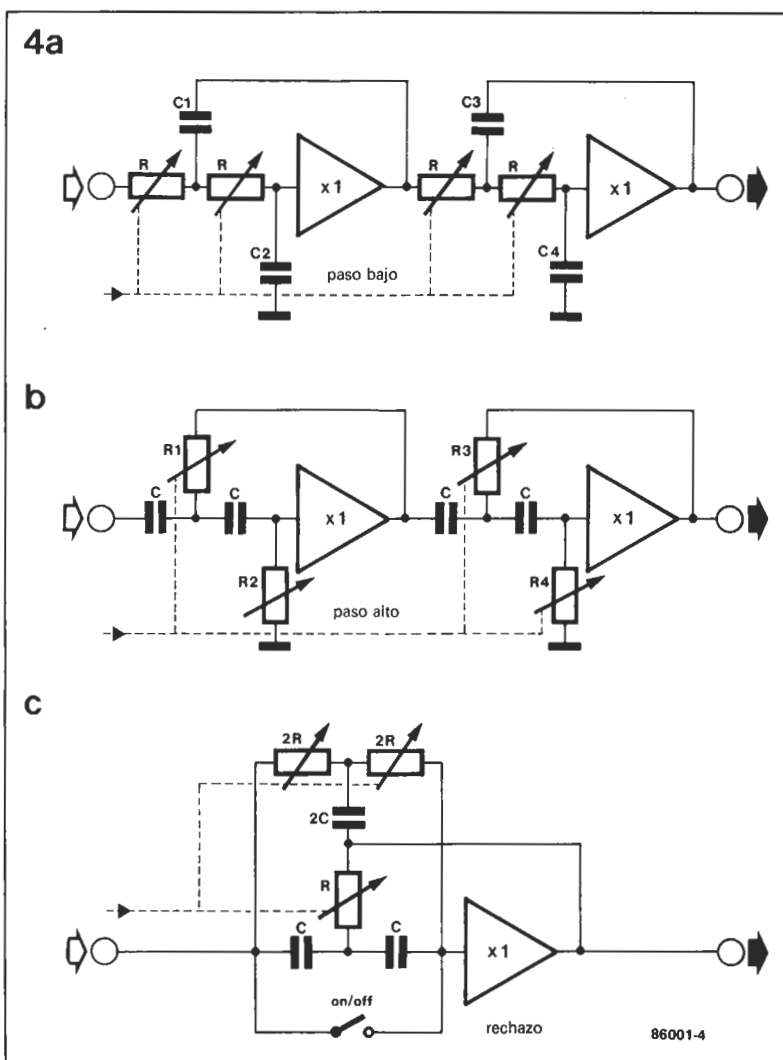 4a
C1
C3
R
R
x1
R
R
x1
C2
C4
paso bajo
b
R1
R3
C
C
x1
C
C
x1
R2
R4
paso alto
c
2R
2R
2C
R
C
C
x1
on/off
rechazo
86001-4